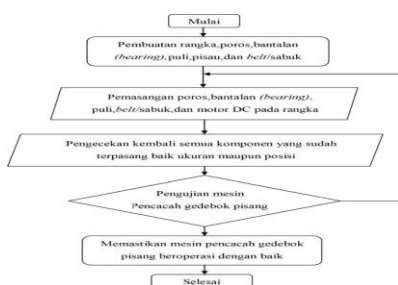 Mulai
Pembuatan rangka,poros,bantalan
(bearing),puli,pisau,dan belt/sabuk
Pemasangan poros,bantalan (bearing),
puli,belt/sabuk,dan motor DC pada rangka
Pengecekan kembali semua komponen yang sudah
terpasang baik ukuran maupun posisi
Pengujian mesin
Pencacah gedebok pisang
Memastikan mesin pencacah gedebok
pisang beroperasi dengan baik
Selesai